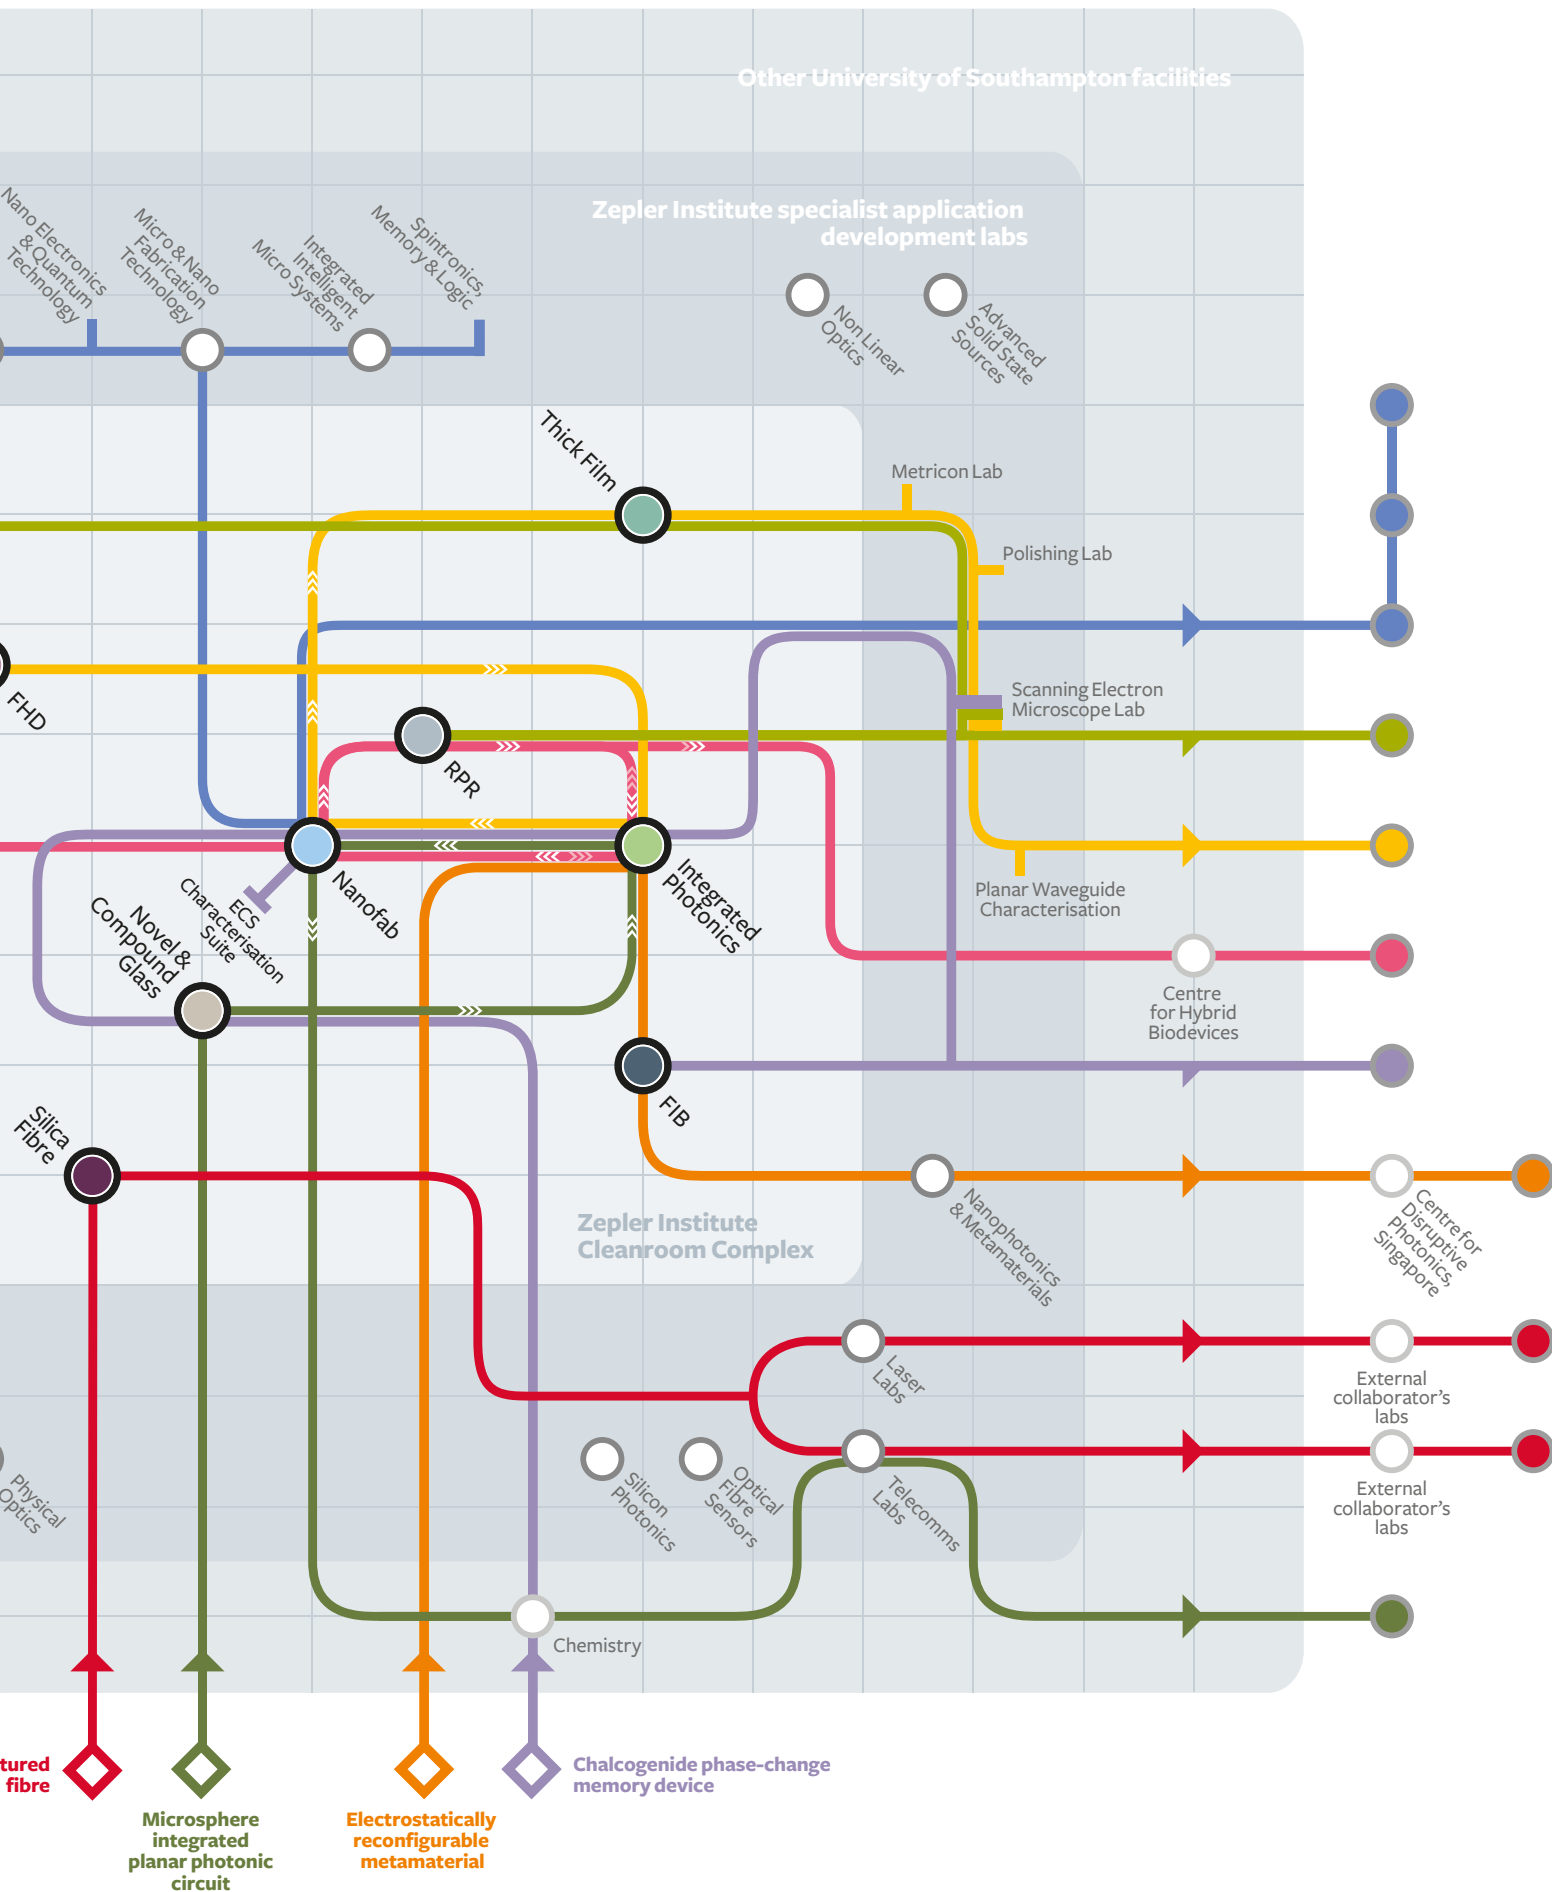 Other University of Southampton facilities
Zepler Institute specialist application
development labs
Nano Electronics
& Quantum
Technology
Micro & Nano
Fabrication
Technology
Integrated
Intelligent
Micro Systems
Spintronics,
Memory & Logic
Non Linear
Optics
Advanced
Solid State
Sources
Thick Film
Metricon Lab
Polishing Lab
FHD
Scanning Electron
Microscope Lab
RPR
Nanofab
Integrated
Photonics
Planar Waveguide
Characterisation
ECS
Characterisation
Suite
Novel &
Compound
Glass
Centre
for Hybrid
Biodevices
FIB
Silica
Fibre
Zepler Institute
Cleanroom Complex
Nanophotonics
& Metamaterials
Centre for
Disruptive
Photonics,
Singapore
Laser
Labs
External
collaborator's
labs
Physical
Optics
Silicon
Photonics
Optical
Fibre
Sensors
Telecomms
Labs
External
collaborator's
labs
Chemistry
tured
fibre
Chalcogenide phase-change
memory device
Microsphere
integrated
planar photonic
circuit
Electrostatically
reconfigurable
metamaterial